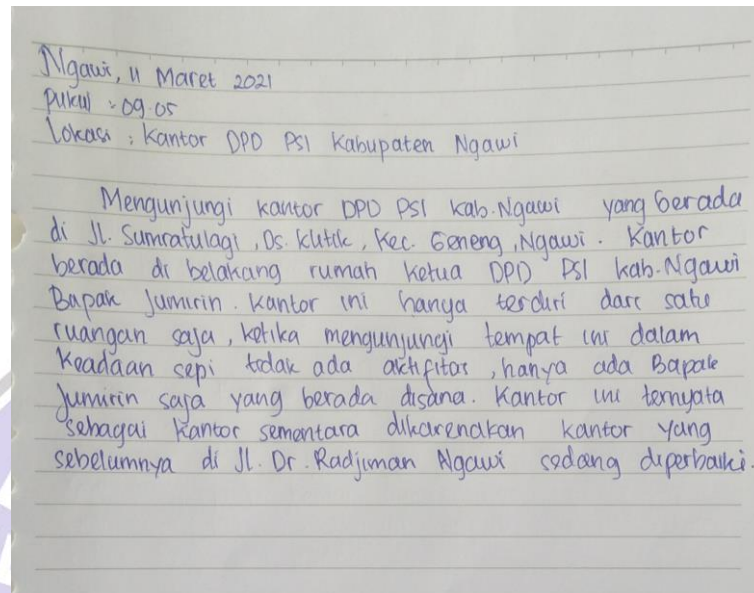 Ngawi, 11 Maret 2021
Pukul : 09.05
Lokasi : Kantor DPD PSI Kabupaten Ngawi
Mengunjungi kantor DPD PSI kab.Ngawi yang berada
di Jl. Sumratulagi, Ds. Klitik, Kec. Geneng, Ngawi. Kantor
berada di belakang rumah ketua DPD PSI kab.Ngawi
Bapak Jumirin. Kantor ini hanya terdiri dari satu
ruangan saja, ketika mengunjungi tempat ini dalam
keadaan sepi tidak ada aktifitas, hanya ada Bapak
Jumirin saja yang berada disana. Kantor ini ternyata
sebagai kantor sementara dikarenakan kantor yang
sebelumnya di Jl. Dr. Radjiman Ngawi sedang diperbaiki.